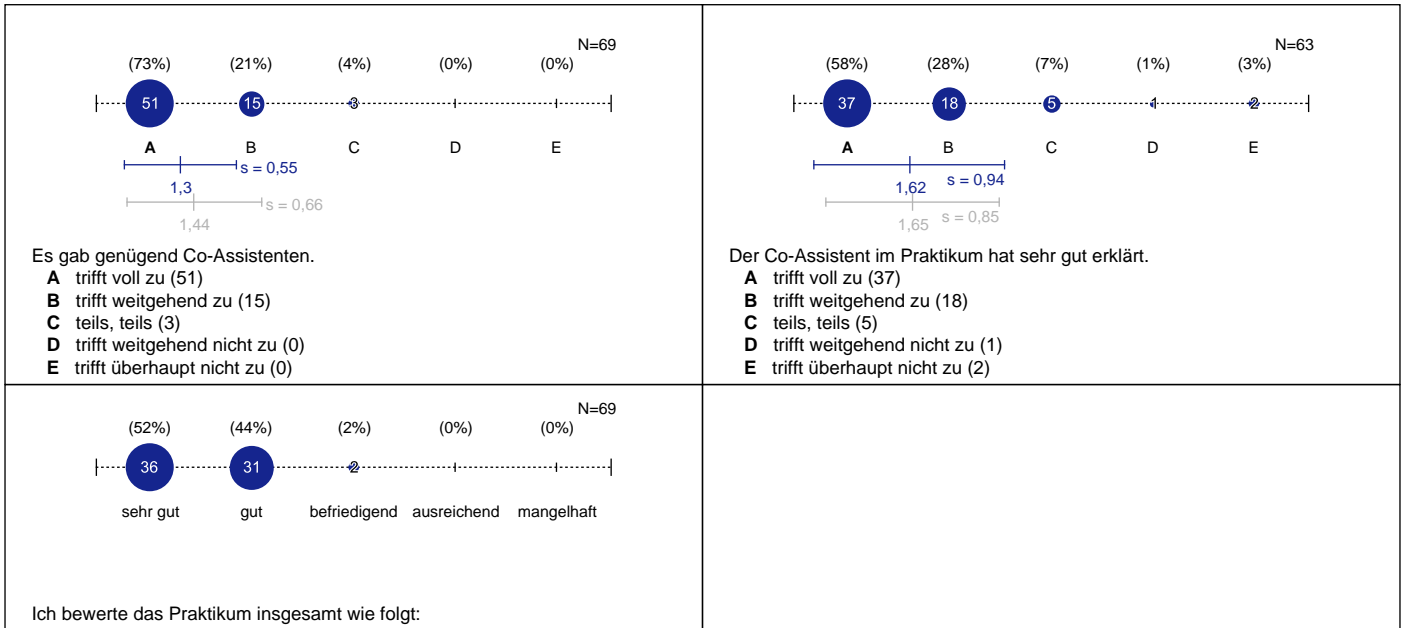 N=69
(73%) (21%) (4%) (0%) (0%)
51 15 3
A B C D E
s = 0,55
1,3
s = 0,66
1,44
Es gab genügend Co-Assistenten.
A trifft voll zu (51)
B trifft weitgehend zu (15)
C teils, teils (3)
D trifft weitgehend nicht zu (0)
E trifft überhaupt nicht zu (0)
N=63
(58%) (28%) (7%) (1%) (3%)
37 18 5 1 2
A B C D E
1,62 s = 0,94
1,65 s = 0,85
Der Co-Assistent im Praktikum hat sehr gut erklärt.
A trifft voll zu (37)
B trifft weitgehend zu (18)
C teils, teils (5)
D trifft weitgehend nicht zu (1)
E trifft überhaupt nicht zu (2)
N=69
(52%) (44%) (2%) (0%) (0%)
36 31 2
sehr gut gut befriedigend ausreichend mangelhaft
Ich bewerte das Praktikum insgesamt wie folgt: